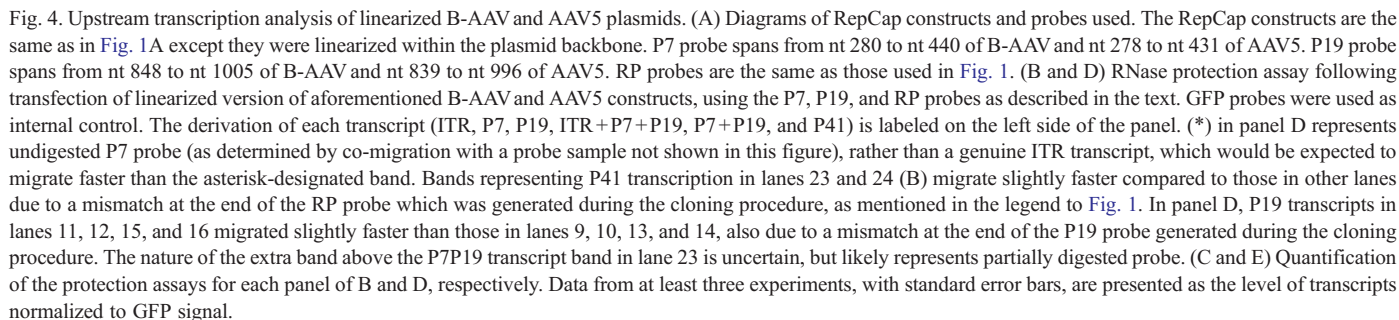 Fig. 4. Upstream transcription analysis of linearized B-AAV and AAV5 plasmids. (A) Diagrams of RepCap constructs and probes used. The RepCap constructs are the
same as in Fig. 1A except they were linearized within the plasmid backbone. P7 probe spans from nt 280 to nt 440 of B-AAV and nt 278 to nt 431 of AAV5. P19 probe
spans from nt 848 to nt 1005 of B-AAV and nt 839 to nt 996 of AAV5. RP probes are the same as those used in Fig. 1. (B and D) RNase protection assay following
transfection of linearized version of aforementioned B-AAV and AAV5 constructs, using the P7, P19, and RP probes as described in the text. GFP probes were used as
internal control. The derivation of each transcript (ITR, P7, P19, ITR+P7+P19, P7+P19, and P41) is labeled on the left side of the panel. (*) in panel D represents
undigested P7 probe (as determined by co-migration with a probe sample not shown in this figure), rather than a genuine ITR transcript, which would be expected to
migrate faster than the asterisk-designated band. Bands representing P41 transcription in lanes 23 and 24 (B) migrate slightly faster compared to those in other lanes
due to a mismatch at the end of the RP probe which was generated during the cloning procedure, as mentioned in the legend to Fig. 1. In panel D, P19 transcripts in
lanes 11, 12, 15, and 16 migrated slightly faster than those in lanes 9, 10, 13, and 14, also due to a mismatch at the end of the P19 probe generated during the cloning
procedure. The nature of the extra band above the P7P19 transcript band in lane 23 is uncertain, but likely represents partially digested probe. (C and E) Quantification
of the protection assays for each panel of B and D, respectively. Data from at least three experiments, with standard error bars, are presented as the level of transcripts
normalized to GFP signal.